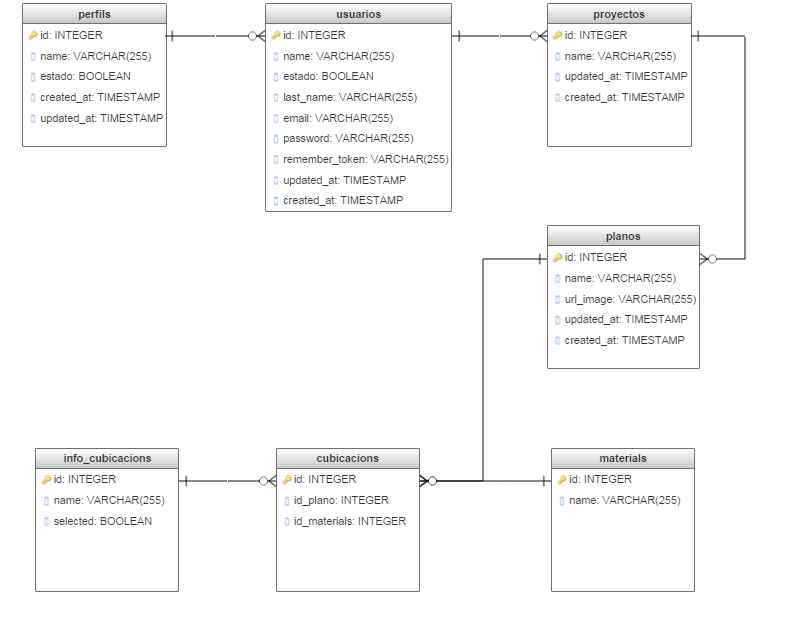 perfils
id: INTEGER
name: VARCHAR(255)
estado: BOOLEAN
created_at: TIMESTAMP
updated_at: TIMESTAMP
usuarios
id: INTEGER
name: VARCHAR(255)
estado: BOOLEAN
last_name: VARCHAR(255)
email: VARCHAR(255)
password: VARCHAR(255)
remember_token: VARCHAR(255)
updated_at: TIMESTAMP
created_at: TIMESTAMP
proyectos
id: INTEGER
name: VARCHAR(255)
updated_at: TIMESTAMP
created_at: TIMESTAMP
planos
id: INTEGER
name: VARCHAR(255)
url_image: VARCHAR(255)
updated_at: TIMESTAMP
created_at: TIMESTAMP
info_cubicacions
id: INTEGER
name: VARCHAR(255)
selected: BOOLEAN
cubicacions
id: INTEGER
id_plano: INTEGER
id_materials: INTEGER
materials
id: INTEGER
name: VARCHAR(255)